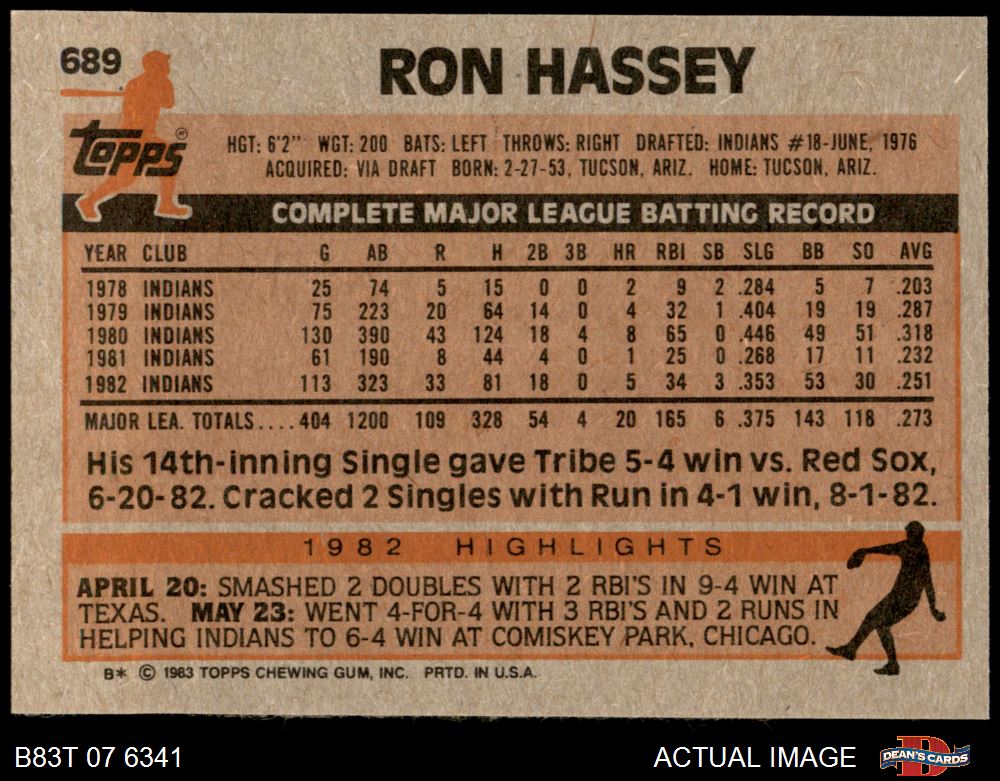 689
RON HASSEY
Topps®
HGT: 6'2" WGT: 200 BATS: LEFT THROWS: RIGHT DRAFTED: INDIANS #18-JUNE, 1976
ACQUIRED: VIA DRAFT BORN: 2-27-53, TUCSON, ARIZ. HOME: TUCSON, ARIZ.
COMPLETE MAJOR LEAGUE BATTING RECORD
YEAR CLUB G AB R H 2B 3B HR RBI SB SLG BB SO AVG
1978 INDIANS 25 74 5 15 0 0 2 9 2 .284 5 7 .203
1979 INDIANS 75 223 20 64 14 0 4 32 1 .404 19 19 .287
1980 INDIANS 130 390 43 124 18 4 8 65 0 .446 49 51 .318
1981 INDIANS 61 190 8 44 4 0 1 25 0 .268 17 11 .232
1982 INDIANS 113 323 33 81 18 0 5 34 3 .353 53 30 .251
MAJOR LEA. TOTALS....404 1200 109 328 54 4 20 165 6 .375 143 118 .273
His 14th-inning Single gave Tribe 5-4 win vs. Red Sox,
6-20-82. Cracked 2 Singles with Run in 4-1 win, 8-1-82.
1982 HIGHLIGHTS
APRIL 20: SMASHED 2 DOUBLES WITH 2 RBI'S IN 9-4 WIN AT
TEXAS. MAY 23: WENT 4-FOR-4 WITH 3 RBI'S AND 2 RUNS IN
HELPING INDIANS TO 6-4 WIN AT COMISKEY PARK, CHICAGO.
B* © 1983 TOPPS CHEWING GUM, INC. PRTD. IN U.S.A.
B83T 07 6341
ACTUAL IMAGE
D
DEAN'S CARDS